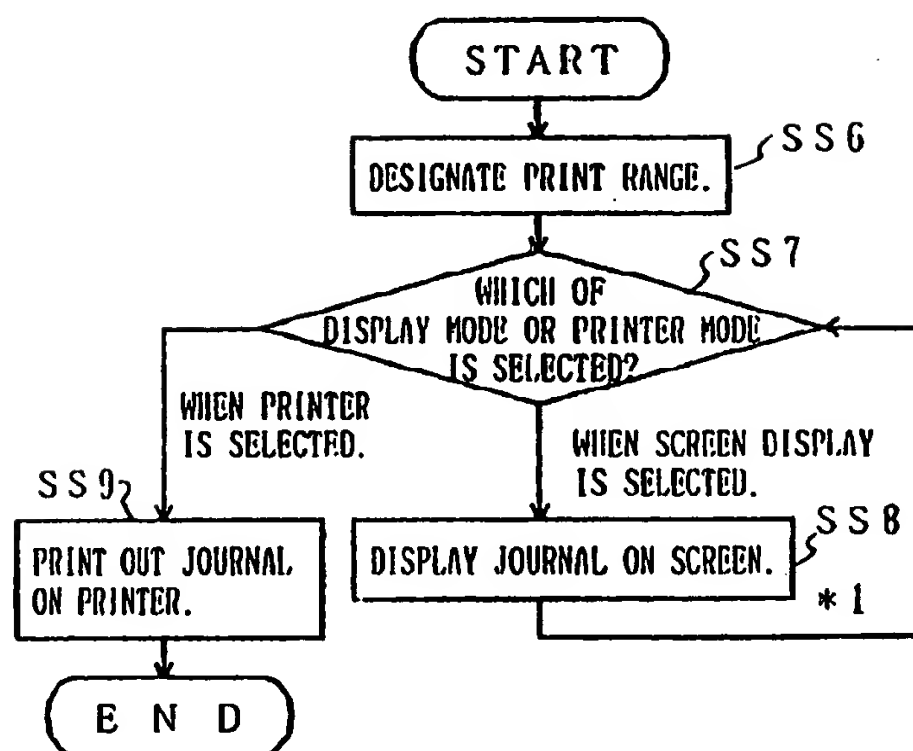 START
SS6
DESIGNATE PRINT RANGE.
SS7
WHICH OF
DISPLAY MODE OR PRINTER MODE
IS SELECTED?
WHEN PRINTER
IS SELECTED.
WHEN SCREEN DISPLAY
IS SELECTED.
SS9
PRINT OUT JOURNAL
ON PRINTER.
SS8
DISPLAY JOURNAL ON SCREEN.
*1
END